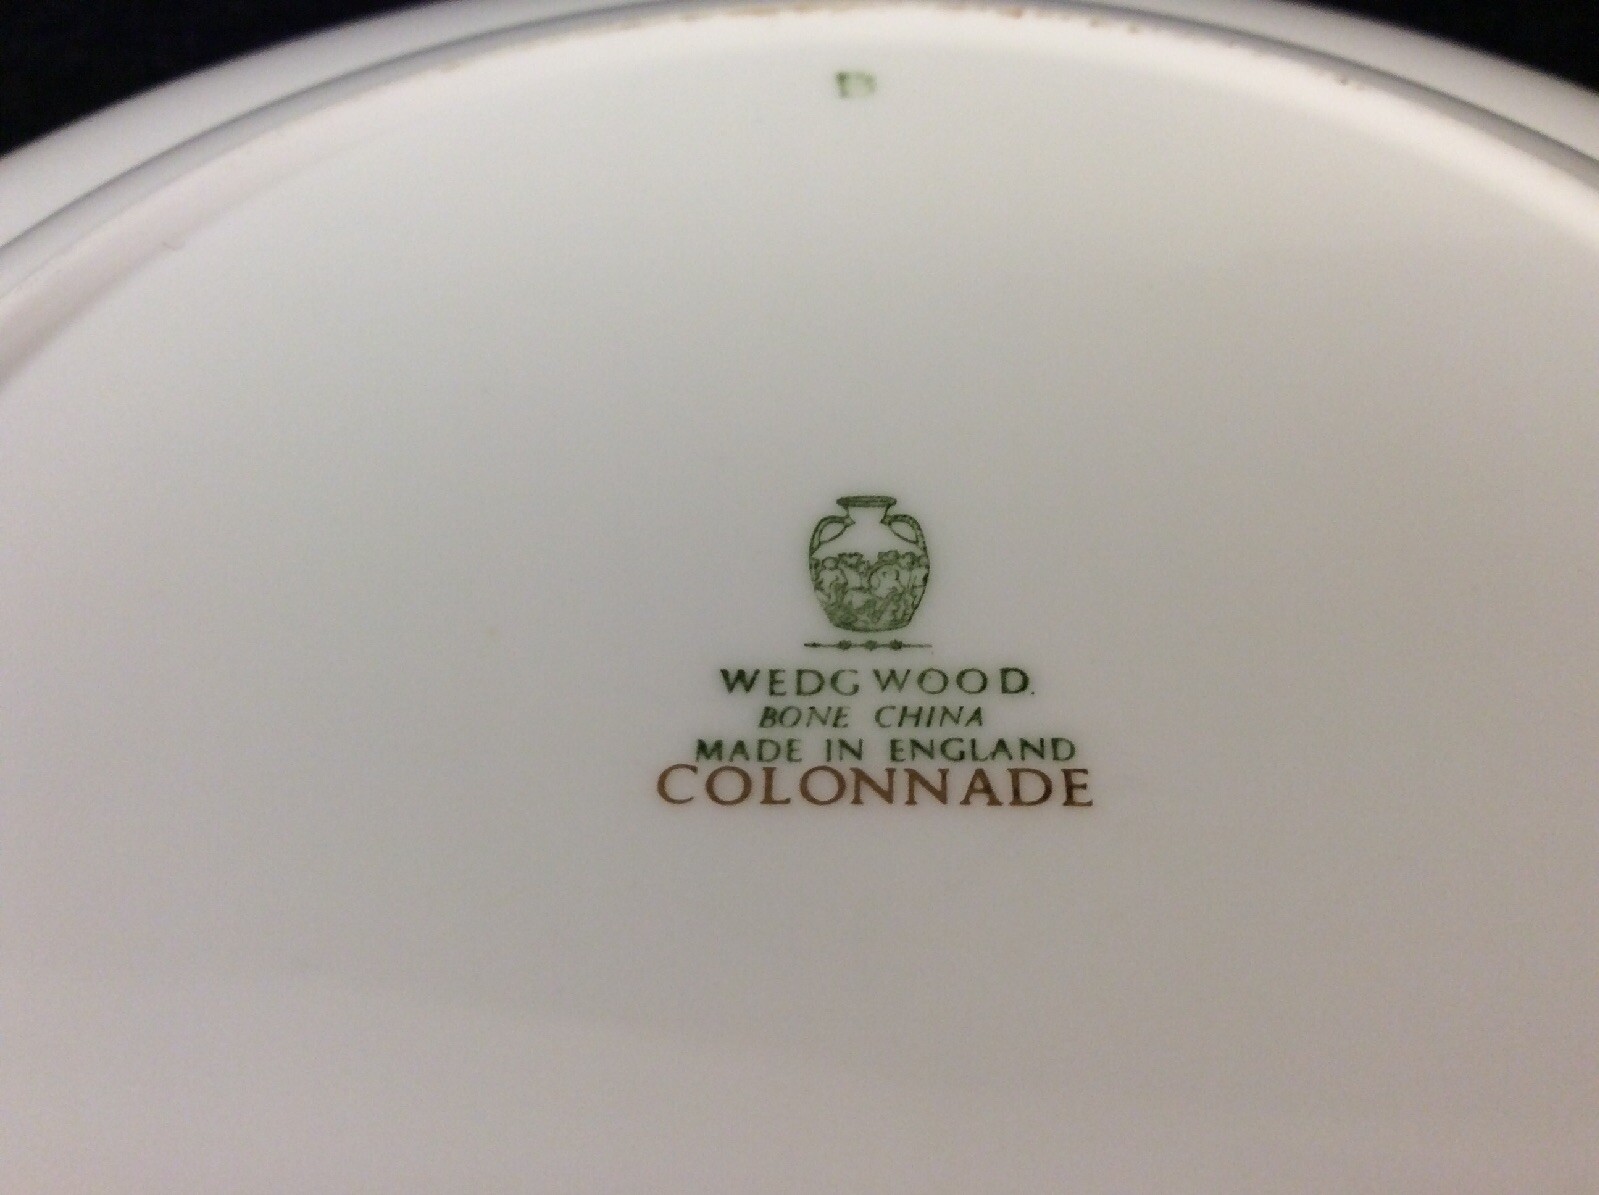 WEDGWOOD.
BONE CHINA
MADE IN ENGLAND
COLONNADE